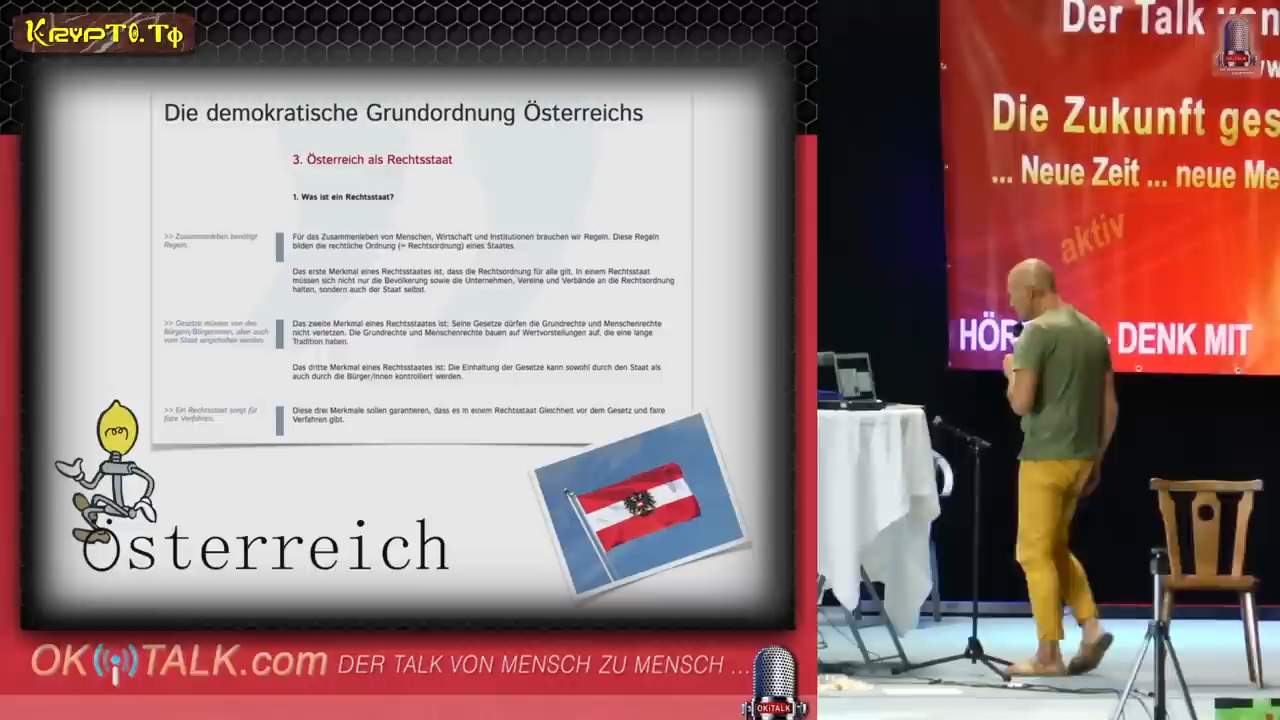 KRYPT0.TV
Die demokratische Grundordnung Österreichs
3. Österreich als Rechtsstaat
1. Was ist ein Rechtsstaat?
>> Zusammenleben benötigt
Regeln.
Für das Zusammenleben von Menschen, Wirtschaft und Institutionen brauchen wir Regeln. Diese Regeln
bilden die rechtliche Ordnung (= Rechtsordnung) eines Staates.
Das erste Merkmal eines Rechtsstaates ist, dass die Rechtsordnung für alle gilt. In einem Rechtsstaat
müssen sich nicht nur die Bevölkerung sowie die Unternehmen, Vereine und Verbände an die Rechtsordnung
halten, sondern auch der Staat selbst.
>> Gesetze müssen von den
Bürgern/Bürgerinnen, aber auch
vom Staat eingehalten werden.
Das zweite Merkmal eines Rechtsstaates ist: Seine Gesetze dürfen die Grundrechte und Menschenrechte
nicht verletzen. Die Grundrechte und Menschenrechte bauen auf Wertvorstellungen auf, die eine lange
Tradition haben.
Das dritte Merkmal eines Rechtsstaates ist: Die Einhaltung der Gesetze kann sowohl durch den Staat als
auch durch die Bürger/innen kontrolliert werden.
>> Ein Rechtsstaat sorgt für
faire Verfahren.
Diese drei Merkmale sollen garantieren, dass es in einem Rechtsstaat Gleichheit vor dem Gesetz und faire
Verfahren gibt.
Österreich
OK TALK.com DER TALK VON MENSCH ZU MENSCH ...
OKiTALK
Der Talk von
Die Zukunft ges
... Neue Zeit ... neue Me
aktiv
HÖR DENK MIT